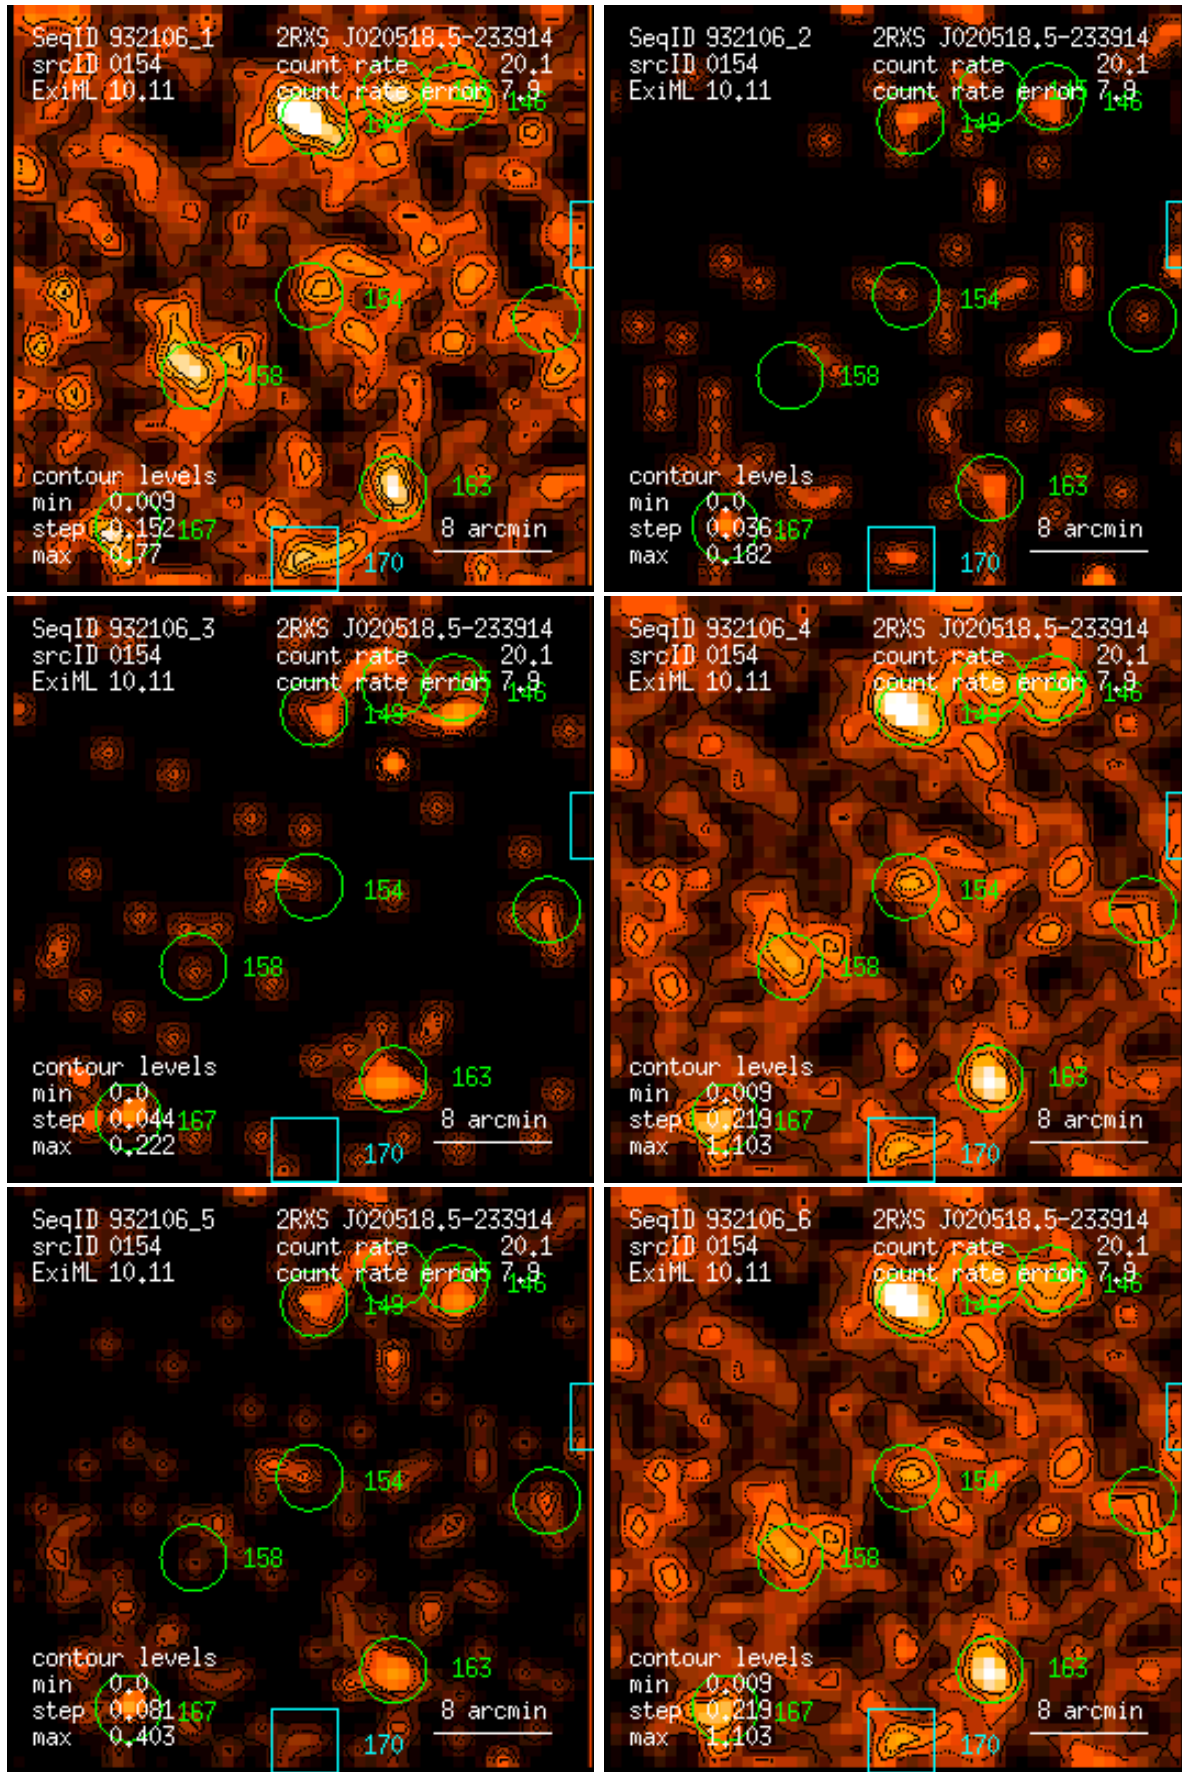 SeqID 932106_1 2RXS J020518.5-233914
srcID 0154 count rate 20.1
ExiML 10.11 count rate error 7.9
146
149
154
158
contour levels
min 0.009 163
step 0.152 167 8 arcmin
max 0.77 170
SeqID 932106_2 2RXS J020518.5-233914
srcID 0154 count rate 20.1
ExiML 10.11 count rate error 7.9
146
149
154
158
contour levels
min 0.0 163
step 0.036 167 8 arcmin
max 0.182 170
SeqID 932106_3 2RXS J020518.5-233914
srcID 0154 count rate 20.1
ExiML 10.11 count rate error 7.9
146
149
154
158
contour levels 163
min 0.0
step 0.044 167 8 arcmin
max 0.222 170
SeqID 932106_4 2RXS J020518.5-233914
srcID 0154 count rate 20.1
ExiML 10.11 count rate error 7.9
146
149
154
158
contour levels 163
min 0.009
step 0.219 167 8 arcmin
max 1.103 170
SeqID 932106_5 2RXS J020518.5-233914
srcID 0154 count rate 20.1
ExiML 10.11 count rate error 7.9
146
149
154
158
contour levels 163
min 0.0
step 0.081 167 8 arcmin
max 0.403 170
SeqID 932106_6 2RXS J020518.5-233914
srcID 0154 count rate 20.1
ExiML 10.11 count rate error 7.9
146
149
154
158
contour levels 163
min 0.009
step 0.219 167 8 arcmin
max 1.103 170